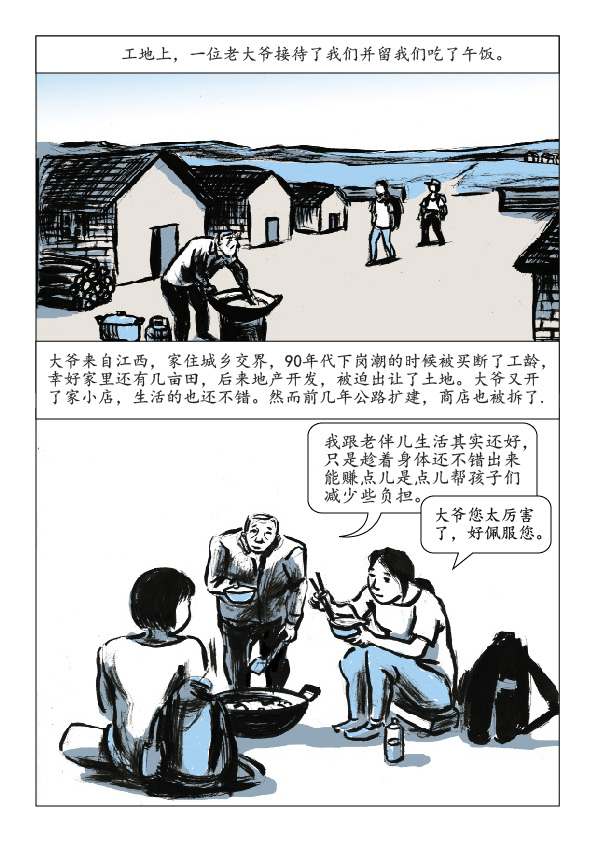 工地上，一位老大爷接待了我们并留我们吃了午饭。
大爷来自江西，家住城乡交界，90年代下岗潮的时候被买断了工龄，
幸好家里还有几亩田，后来地产开发，被迫出让了土地。大爷又开
了家小店，生活的也还不错。然而前几年公路扩建，商店也被拆了.
我跟老伴儿生活其实还好，
只是趁着身体还不错出来
能赚点儿是点儿帮孩子们
减少些负担。
大爷您太厉害
了，好佩服您。